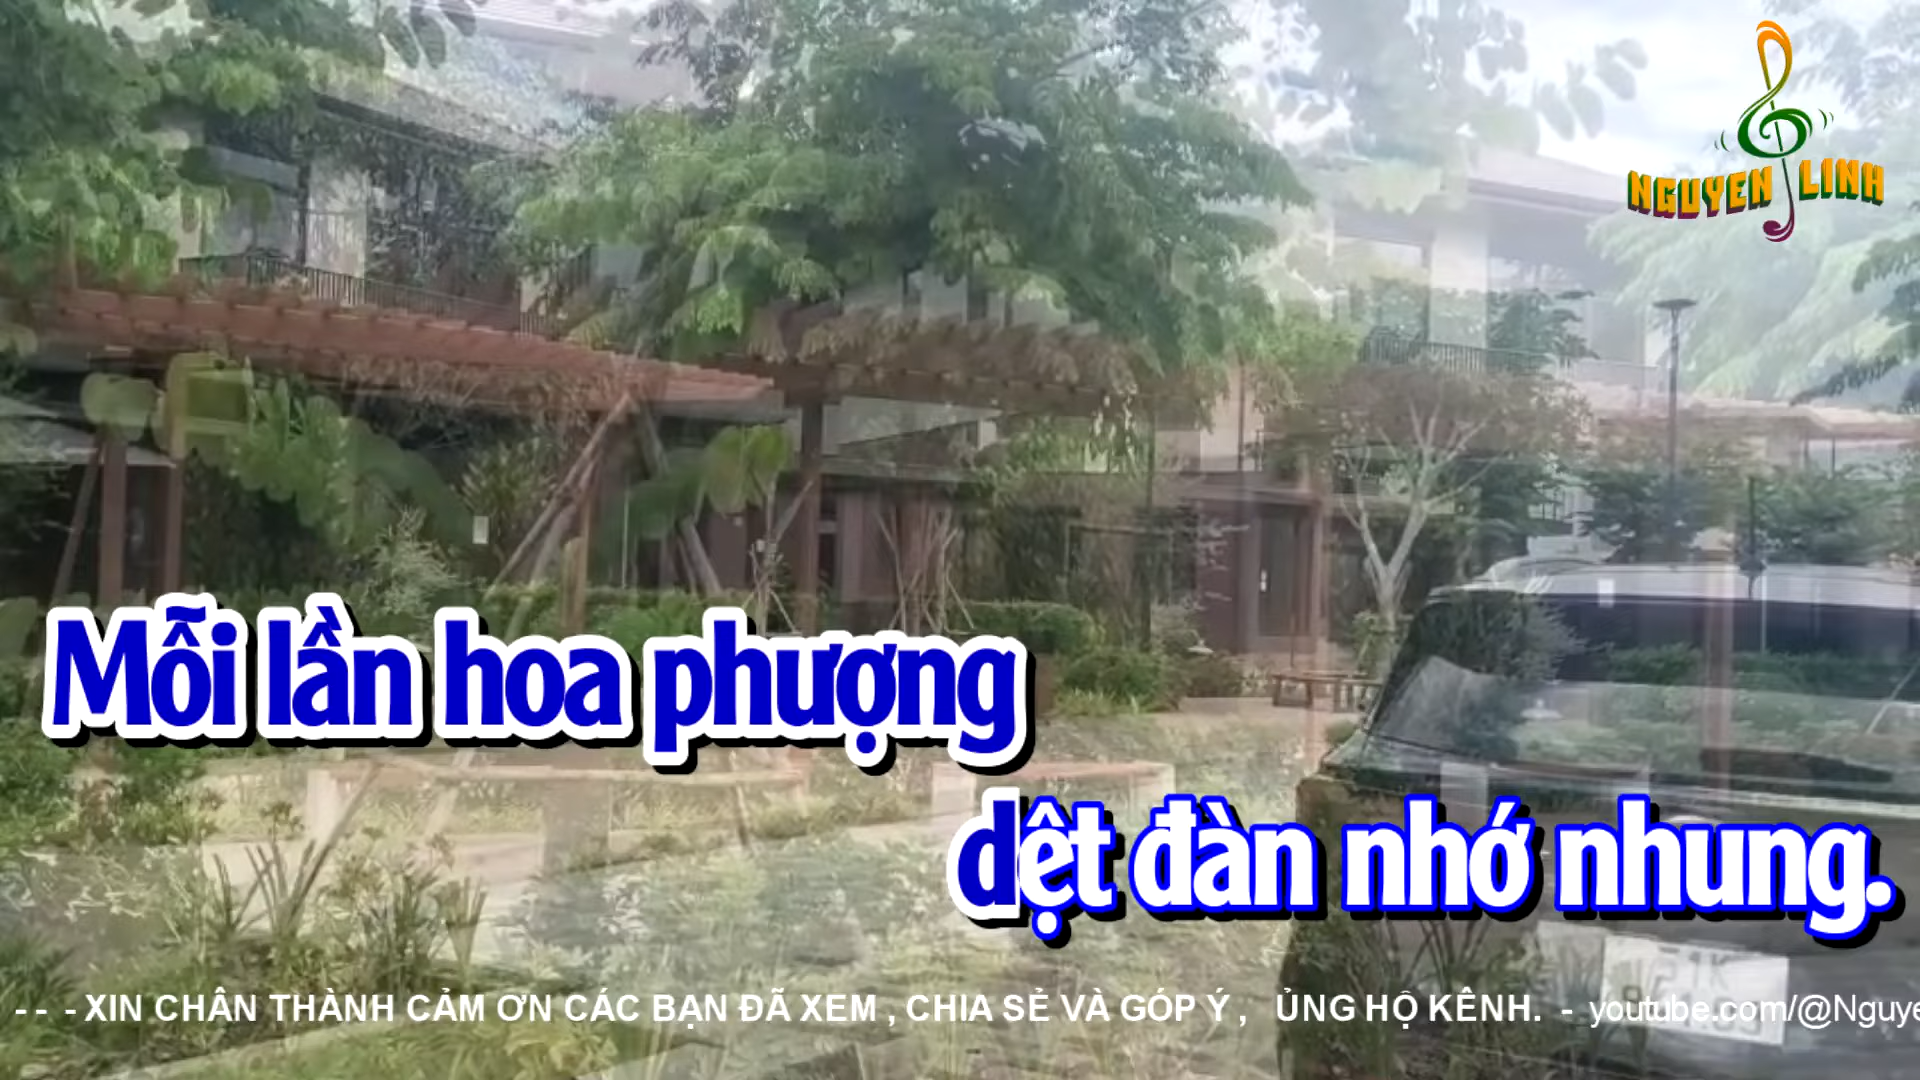 NGUYEN LINH
Mỗi lần hoa phượng
dệt đàn nhớ nhung.
- - - XIN CHÂN THÀNH CẢM ƠN CÁC BẠN ĐÃ XEM , CHIA SẺ VÀ GÓP Ý , ỦNG HỘ KÊNH. - youtube.com/@Nguye